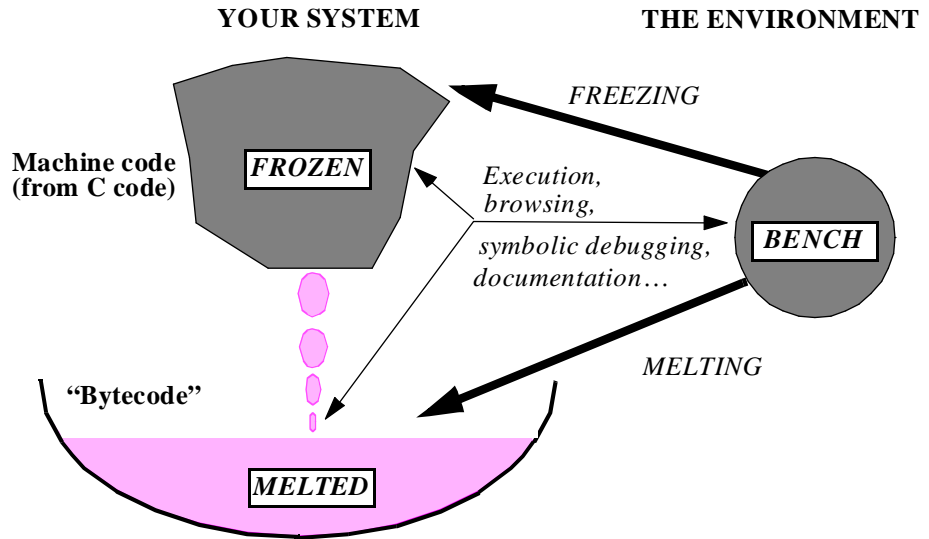 YOUR SYSTEM
THE ENVIRONMENT
FREEZING
Machine code
(from C code)
FROZEN
Execution,
browsing,
symbolic debugging,
documentation…
BENCH
MELTING
“Bytecode”
MELTED